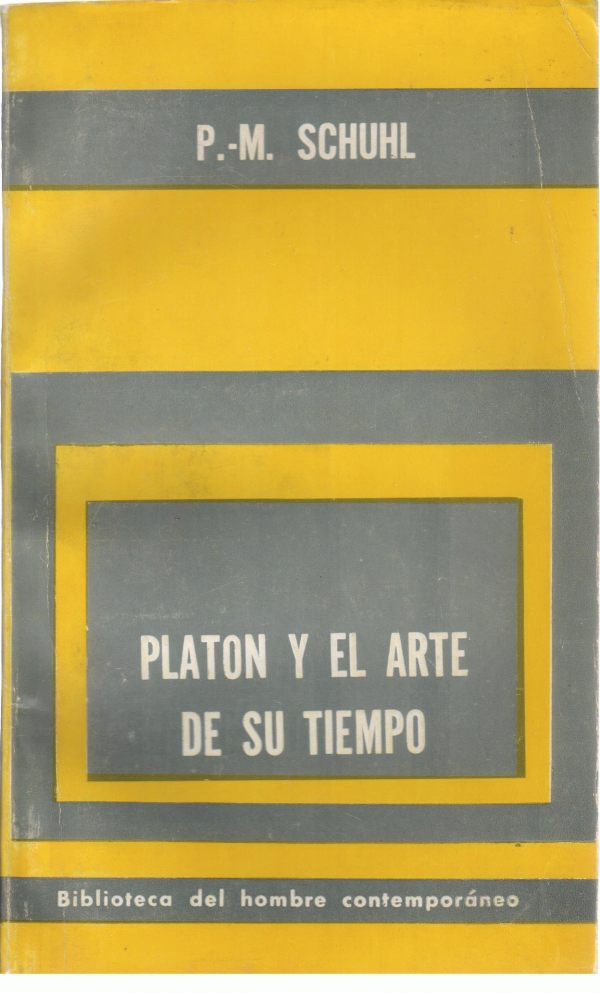 P.-M. SCHUHL
PLATON Y EL ARTE
DE SU TIEMPO
Biblioteca del hombre contemporáneo